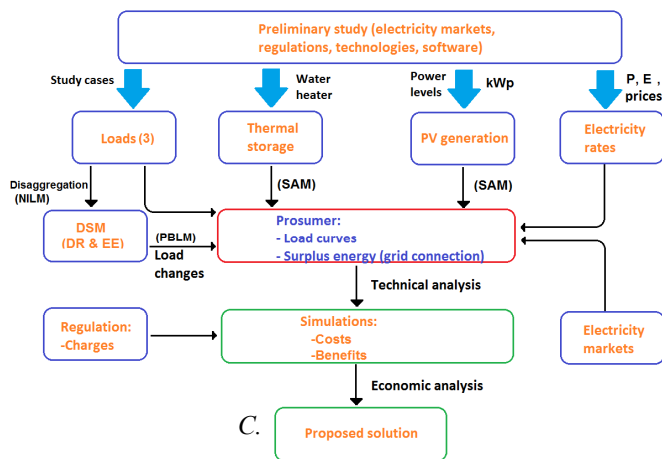 Preliminary study (electricity markets,
regulations, technologies, software)
Study cases
Water
heater
Power
levels
kWp
P, E ,
prices
Loads (3)
Thermal
storage
PV generation
Electricity
rates
Disaggregation
(NILM)
(SAM)
(SAM)
DSM
(DR & EE)
(PBLM)
Load
changes
Prosumer:
- Load curves
- Surplus energy (grid connection)
Technical analysis
Regulation:
-Charges
Simulations:
-Costs
-Benefits
Electricity
markets
Economic analysis
C.
Proposed solution